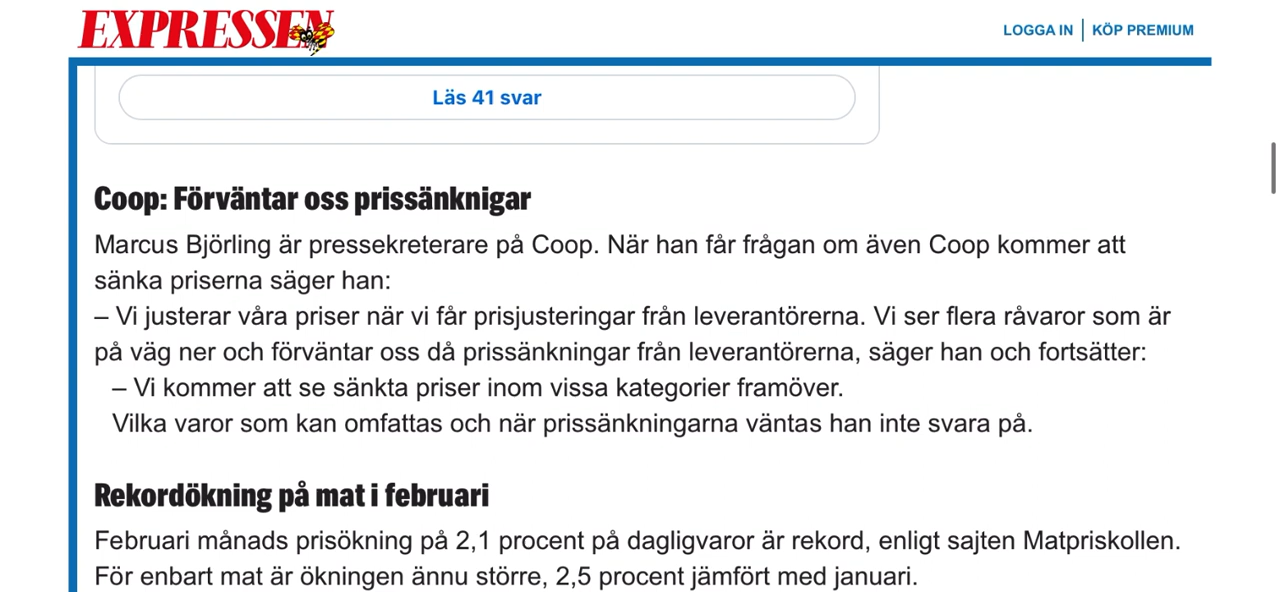 EXPRESSEN
LOGGA IN | KÖP PREMIUM
Läs 41 svar
Coop: Förväntar oss prissänknigar
Marcus Björling är pressekreterare på Coop. När han får frågan om även Coop kommer att
sänka priserna säger han:
– Vi justerar våra priser när vi får prisjusteringar från leverantörerna. Vi ser flera råvaror som är
på väg ner och förväntar oss då prissänkningar från leverantörerna, säger han och fortsätter:
– Vi kommer att se sänkta priser inom vissa kategorier framöver.
Vilka varor som kan omfattas och när prissänkningarna väntas han inte svara på.
Rekordökning på mat i februari
Februari månads prisökning på 2,1 procent på dagligvaror är rekord, enligt sajten Matpriskollen.
För enbart mat är ökningen ännu större, 2,5 procent jämfört med januari.